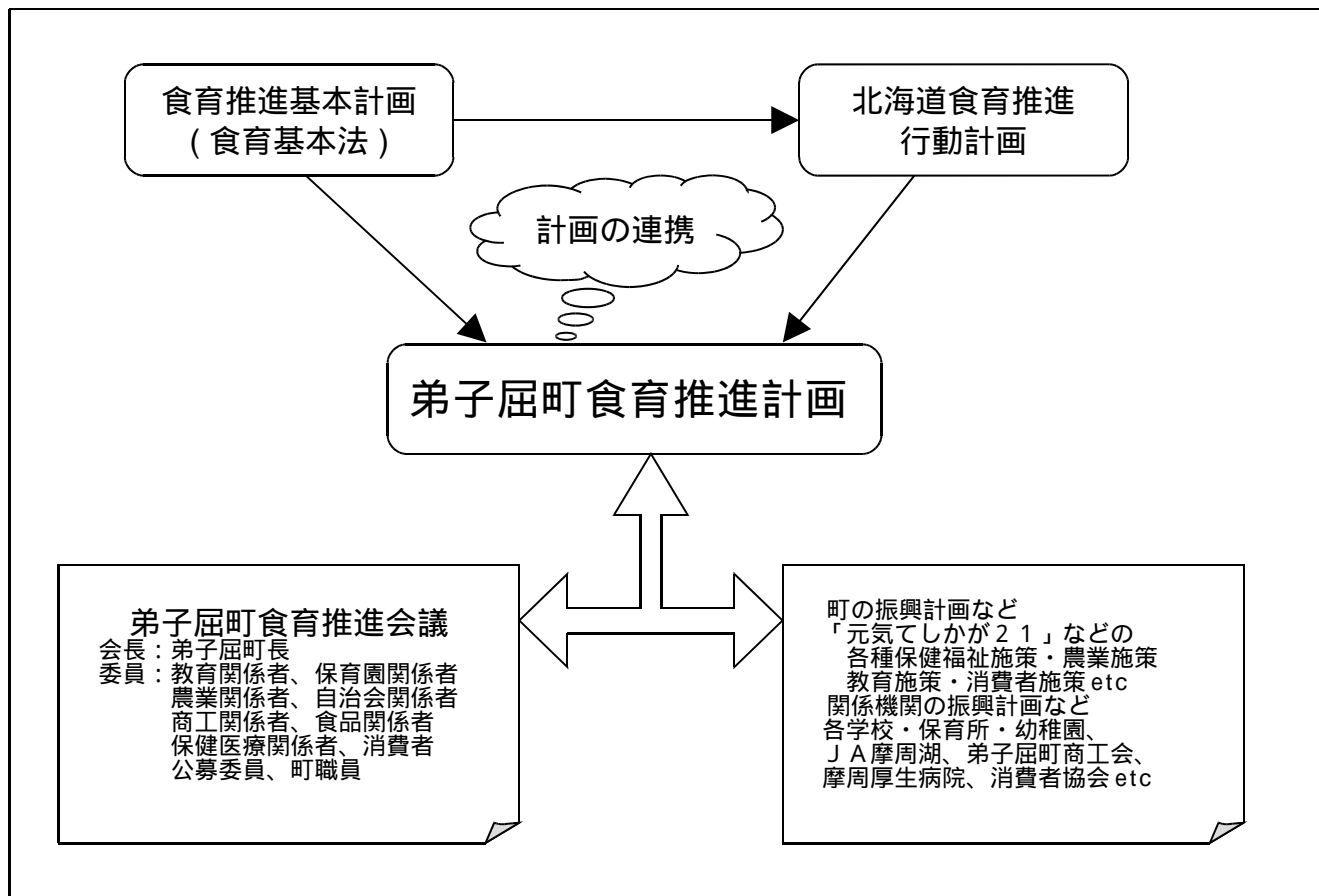 食育推進基本計画
(食育基本法)
北海道食育推進
行動計画
計画の連携
弟子屈町食育推進計画
弟子屈町食育推進会議
会長:弟子屈町長
委員:教育関係者、保育園関係者
農業関係者、自治会関係者
商工関係者、食品関係者
保健医療関係者、消費者
公募委員、町職員
町の振興計画など
「元気てしかが21」などの
各種保健福祉施策・農業施策
教育施策・消費者施策etc
関係機関の振興計画など
各学校・保育所・幼稚園、
JA摩周湖、弟子屈町商工会、
摩周厚生病院、消費者協会etc